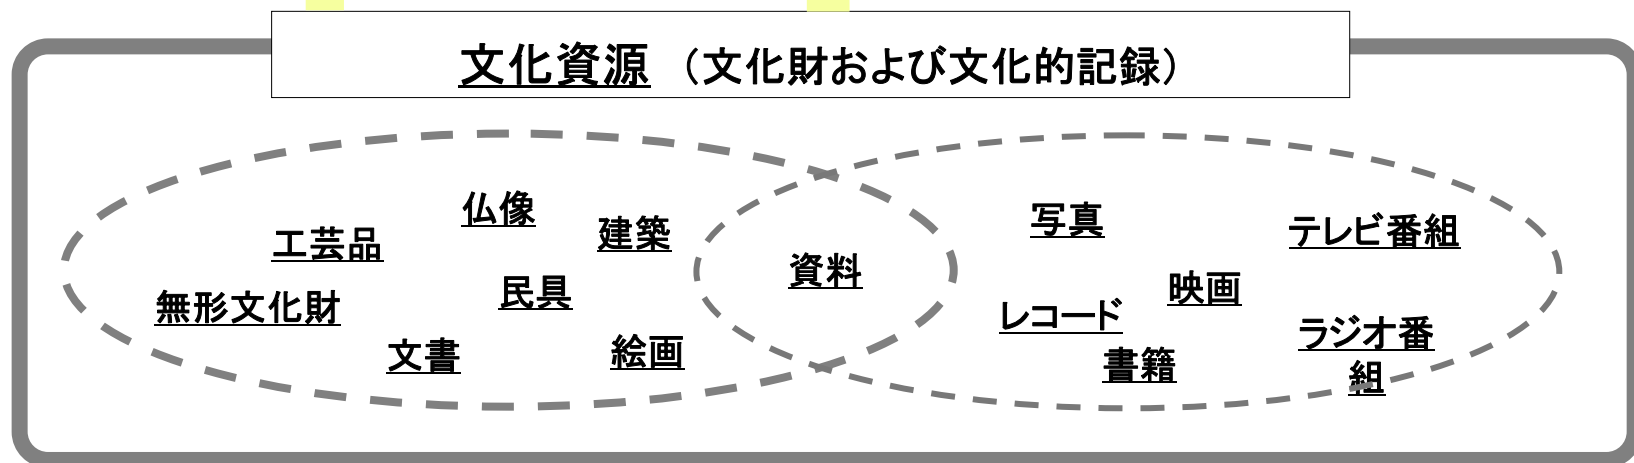 文化資源 （文化財および文化的記録）
仏像
工芸品
建築
無形文化財
民具
文書
絵画
資料
写真
テレビ番組
映画
レコード
ラジオ番
組
書籍